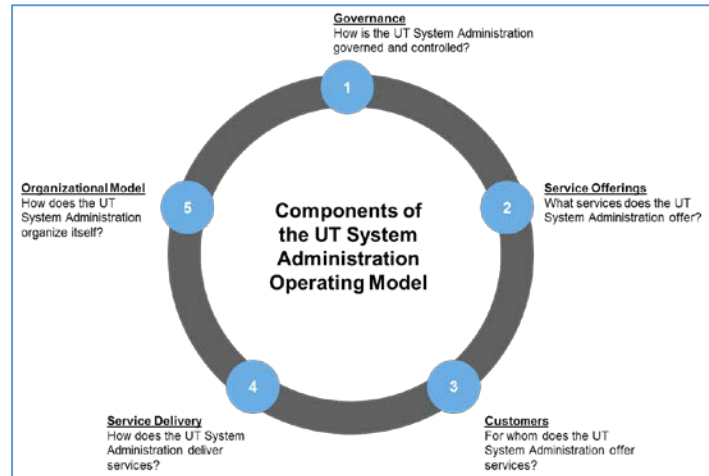 Governance
How is the UT System Administration
governed and controlled?
1
Organizational Model
How does the UT
System Administration
organize itself?
5
Components of
the UT System
Administration
Operating Model
2
Service Offerings
What services does the UT
System Administration offer?
4
Service Delivery
How does the UT System
Administration deliver
services?
3
Customers
For whom does the UT
System Administration offer
services?